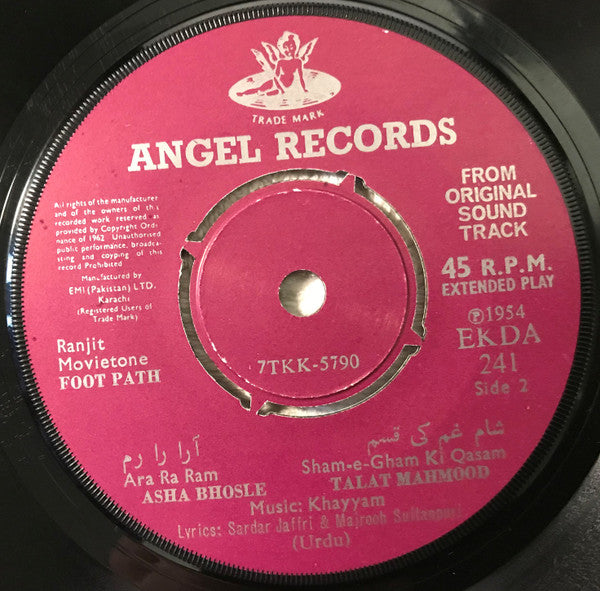 TRADE MARK
ANGEL RECORDS
All rights of the manufacturer
and of the owners of the
recorded work reserved as
provided by Copyright Ord-
nance of 1962 Unauthorised
public performance, broadca-
sting and coyping of this
record Prohibited
Manufactured by
EMI (Pakistan) LTD.
Karachi
(Registered Users of
Trade Mark)
FROM
ORIGINAL
SOUND
TRACK
45 R.P.M.
EXTENDED PLAY
℗1954
EKDA
241
Side 2
Ranjit
Movietone
FOOT PATH
7TKK-5790
آرا را رم
Ara Ra Ram
ASHA BHOSLE
شام غم کی قسم
Sham-e-Gham Ki Qasam
TALAT MAHMOOD
Music: Khayyam
Lyrics: Sardar Jaffri & Majrooh Sultanpuri
(Urdu)